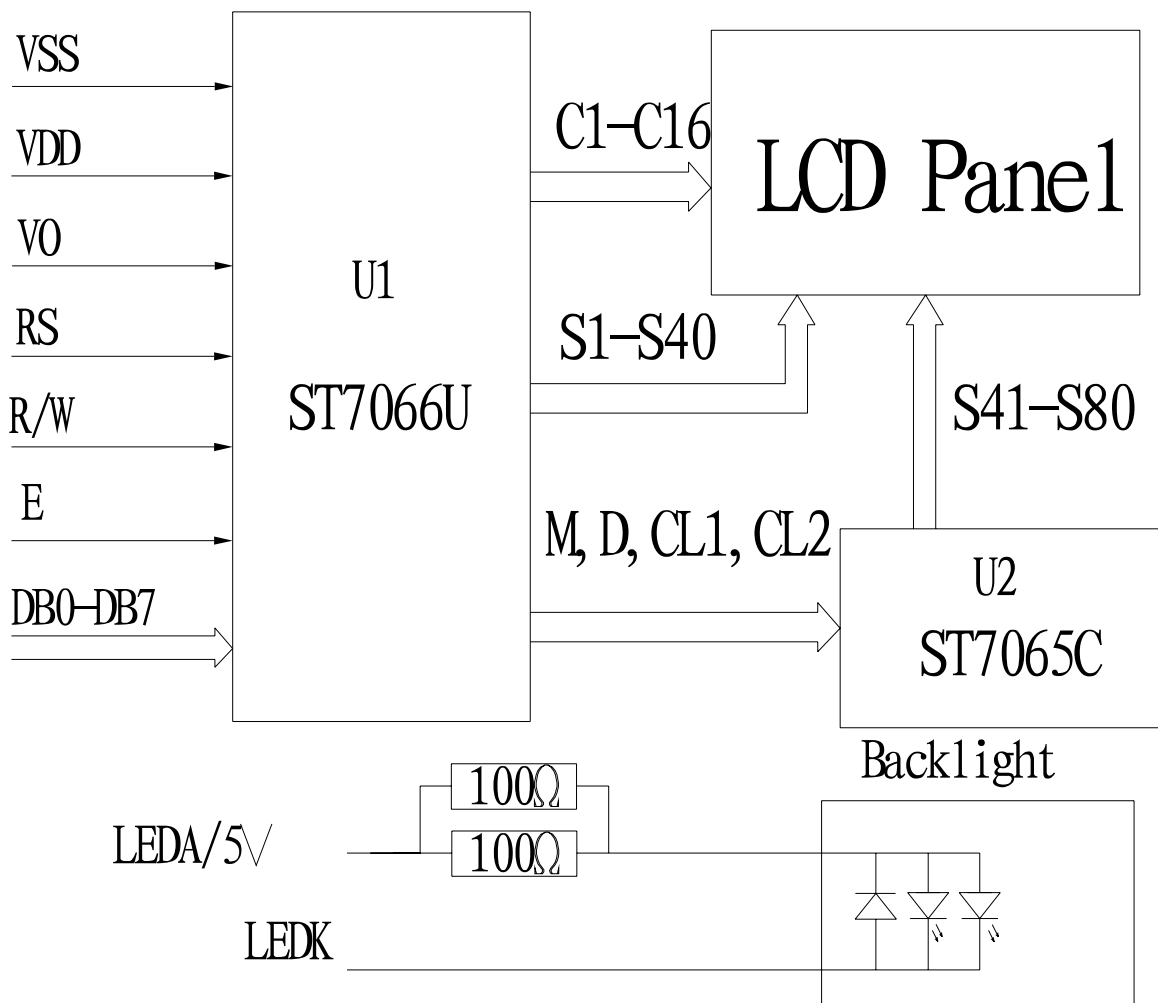 VSS
VDD
VO
RS
R/W
E
DB0-DB7
U1
ST7066U
C1-C16
LCD Panel
S1-S40
S41-S80
M, D, CL1, CL2
U2
ST7065C
Backlight
100Ω
100Ω
LEDA/5V
LEDK